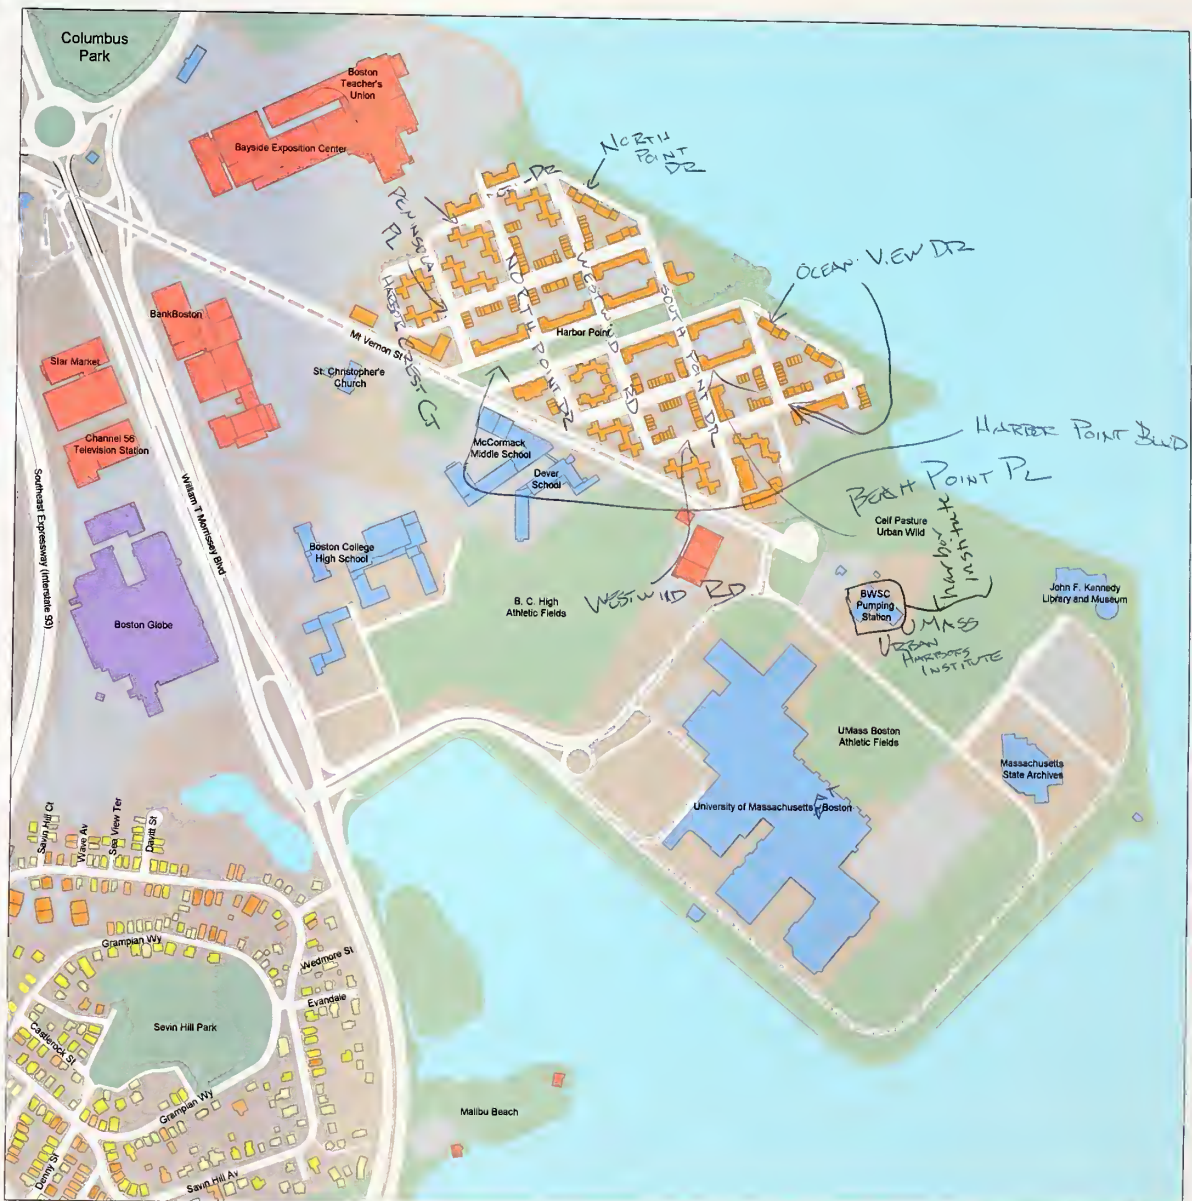 Columbus
Park
Boston
Teacher's
Union
Bayside Exposition Center
NORTH
POINT
DR
DR
PENINSULA
PL
OCEAN VIEW DR
HARBOR CREST CT
NORTH POINT DR
WESTWIND RD
SOUTH POINT DR
BankBoston
Harbor Point
Mt Vernon St
Star Market
St. Christopher's
Church
HARBOR POINT BLVD
Channel 56
Television Station
McCormack
Middle School
Dever
School
BEACH POINT PL
Southeast Expressway (Interstate 93)
William T Morrissey Blvd
Calf Pasture
Urban Wild
harbor
institute
Boston College
High School
John F. Kennedy
Library and Museum
B. C. High
Athletic Fields
WESTWIND RD
BWSC
Pumping
Station
UMASS
URBAN
HARBORS
INSTITUTE
Boston Globe
UMass Boston
Athletic Fields
Massachusetts
State Archives
University of Massachusetts - Boston
Savin Hill Ct
Wave Av
Sea View Ter
Davitt St
Grampian Wy
Wedmore St
Evandale
Sevin Hill Park
Castlerock St
Grampian Wy
Malibu Beach
Denny St
Savin Hill Av